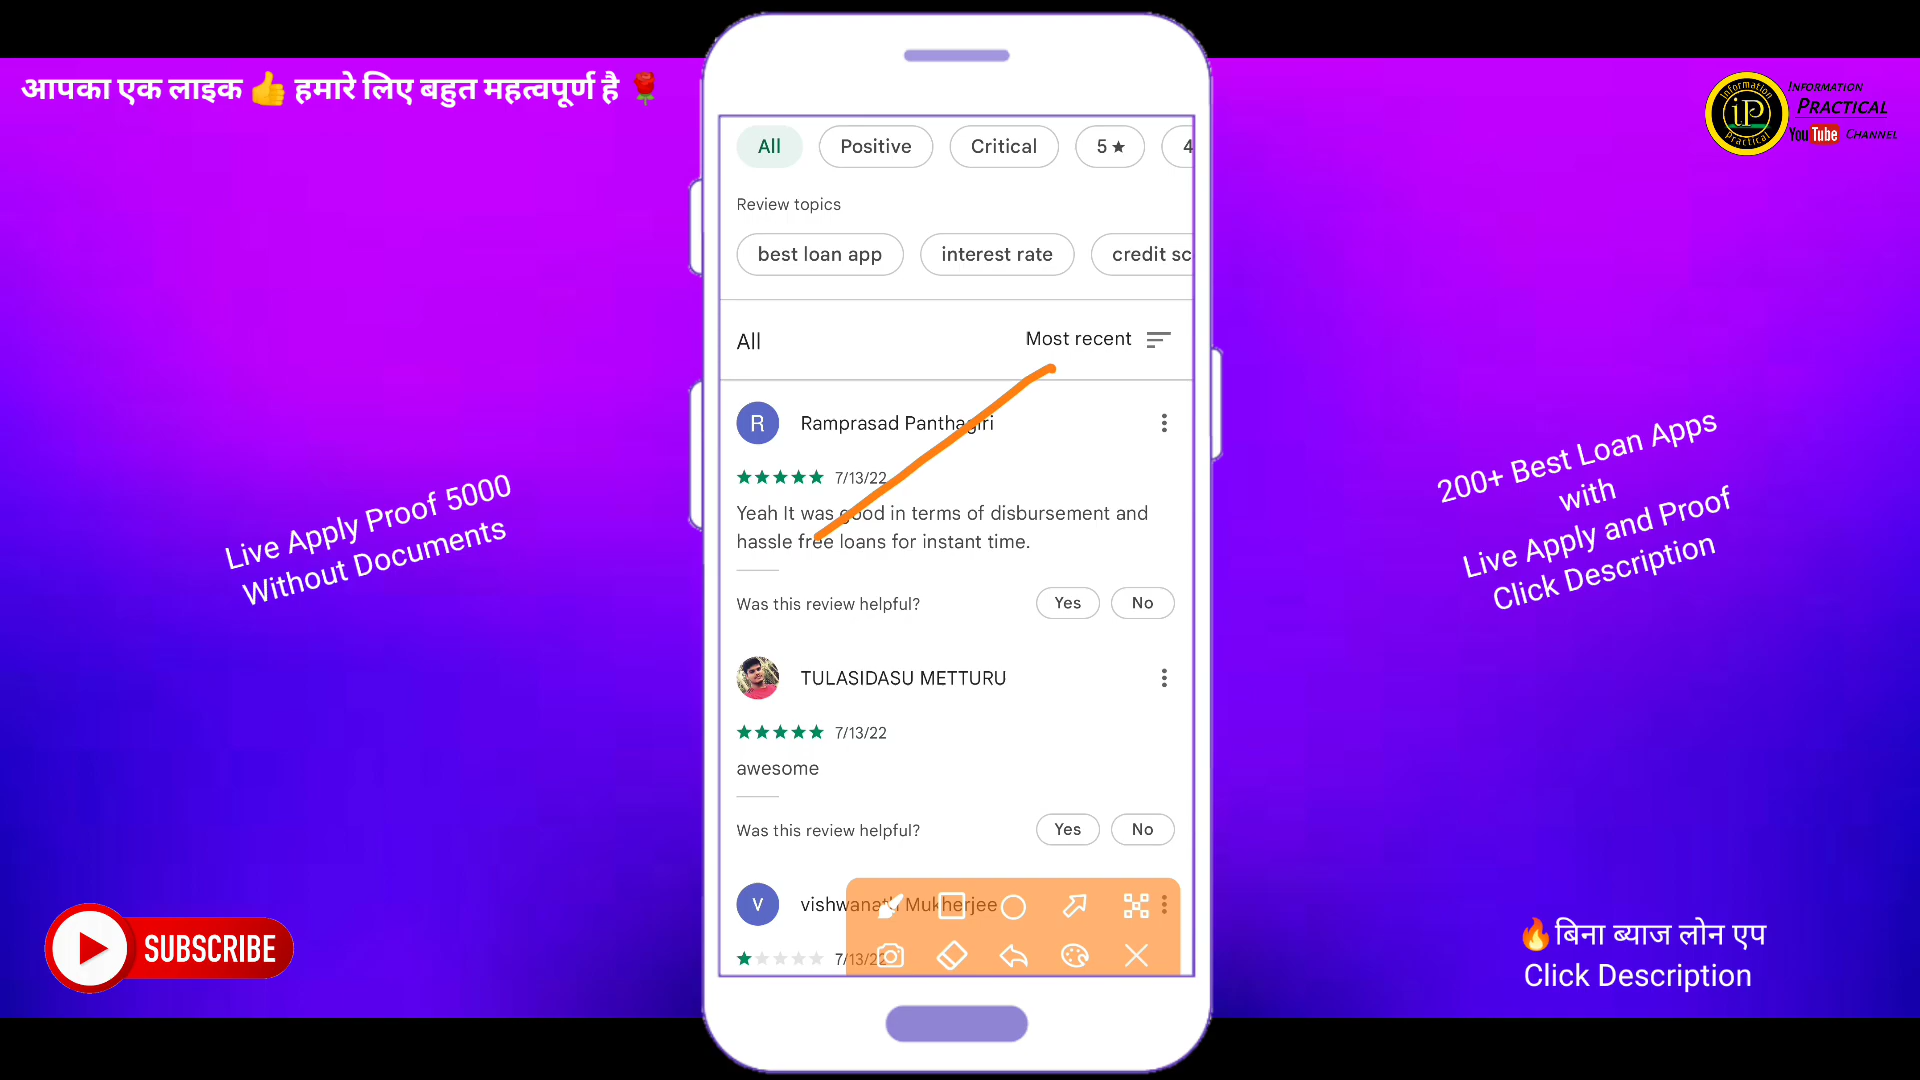 आपका एक लाइक 👍 हमारे लिए बहुत महत्वपूर्ण है 🌹
Information
iP
Practical
INFORMATION
PRACTICAL
YouTube CHANNEL
All
Positive
Critical
5 ★
4
Review topics
best loan app
interest rate
credit sc
All
Most recent
R
Ramprasad Panthagiri
7/13/22
Yeah It was good in terms of disbursement and
hassle free loans for instant time.
Was this review helpful?
Yes
No
TULASIDASU METTURU
7/13/22
awesome
Was this review helpful?
Yes
No
V
vishwanath Mukherjee
7/13/22
Live Apply Proof 5000
Without Documents
200+ Best Loan Apps
with
Live Apply and Proof
Click Description
SUBSCRIBE
🔥बिना ब्याज लोन एप
Click Description